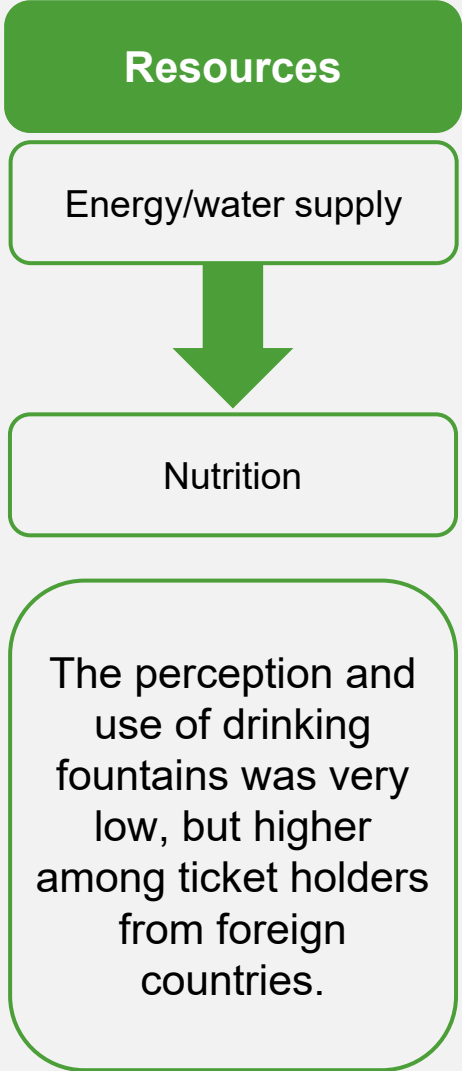 Resources
Energy/water supply
Nutrition
The perception and
use of drinking
fountains was very
low, but higher
among ticket holders
from foreign
countries.